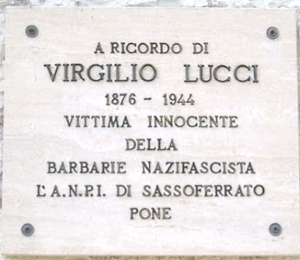 A RICORDO DI
VIRGILIO LUCCI
1876 - 1944
VITTIMA INNOCENTE
DELLA
BARBARIE NAZIFASCISTA
L'A.N.P.I. DI SASSOFERRATO
PONE